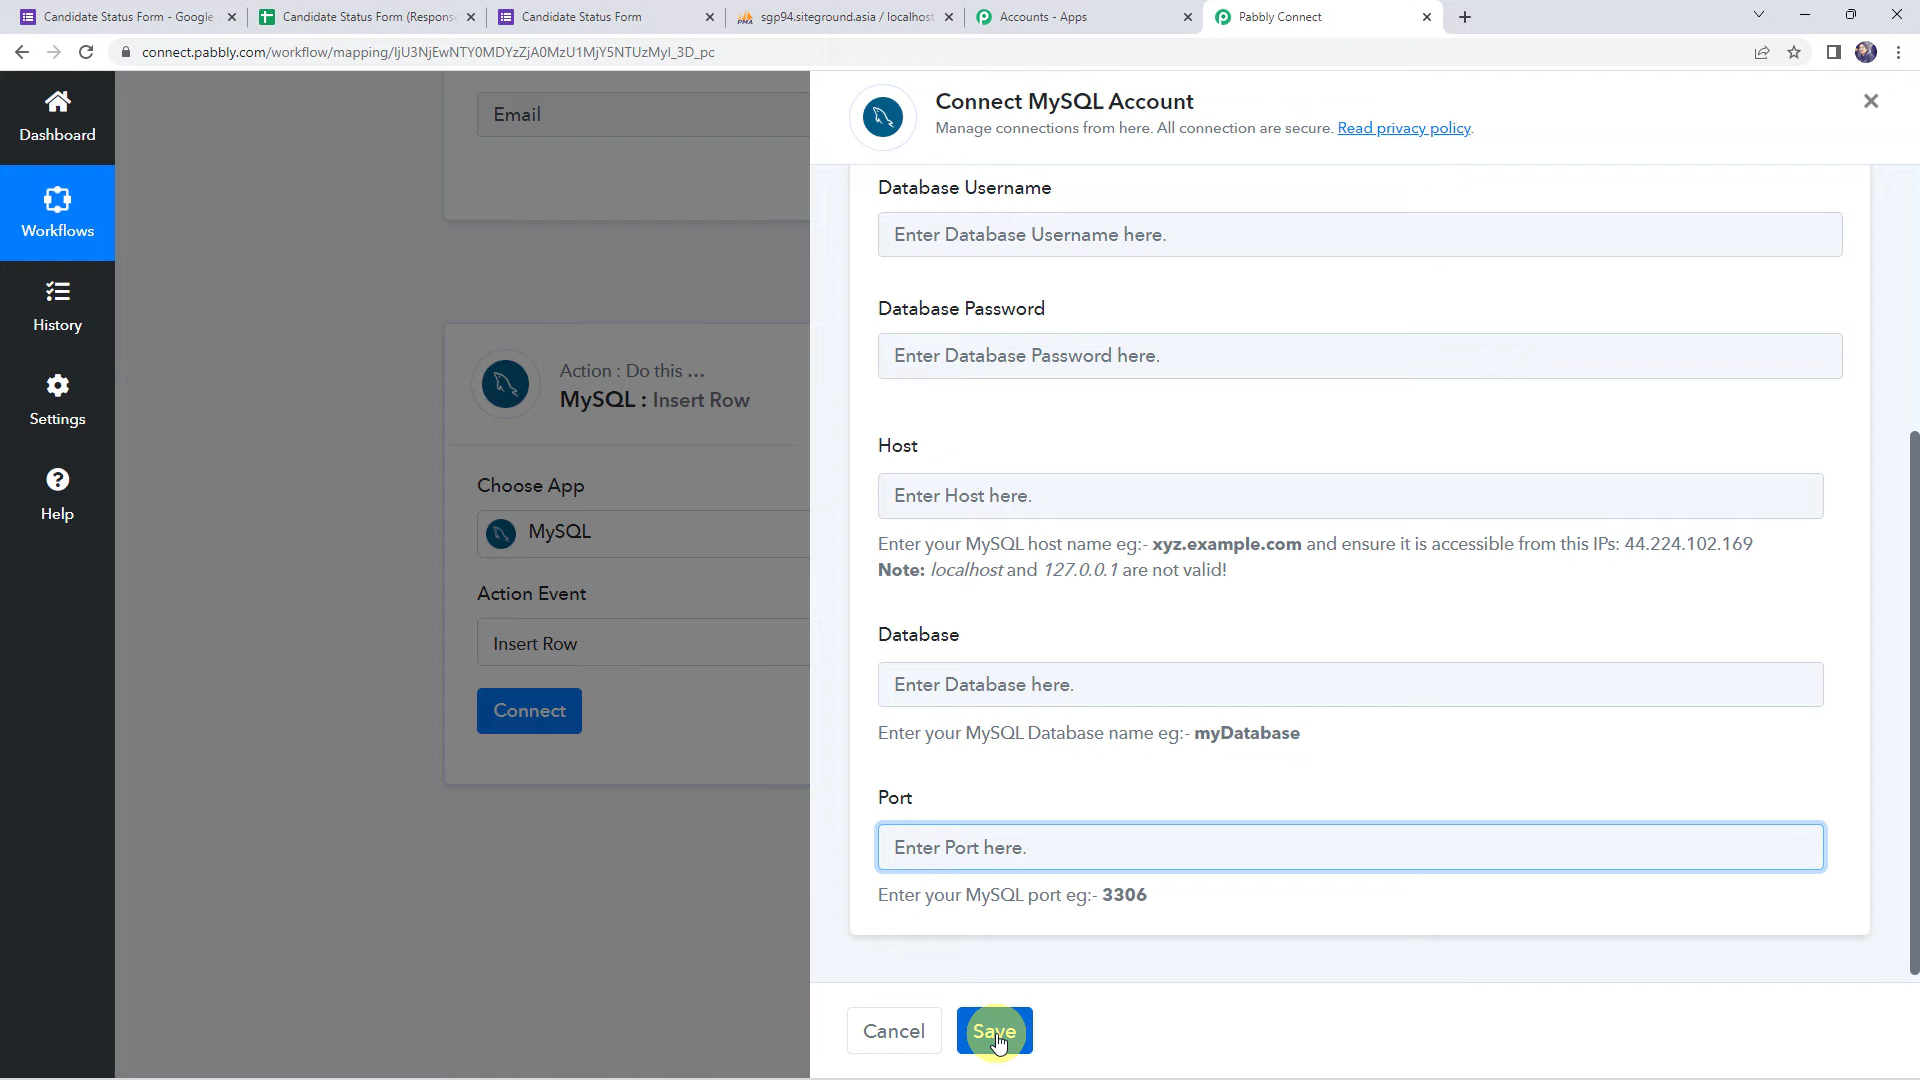 Candidate Status Form - Google
Candidate Status Form (Respons
Candidate Status Form
sgp94.siteground.asia / localhost
Accounts - Apps
Pabbly Connect
connect.pabbly.com/workflow/mapping/IjU3NjEwNTY0MDYzZjA0MzU1MjY5NTUzMyI_3D_pc
Dashboard
Workflows
History
Settings
Help
Email
Action : Do this ...
MySQL : Insert Row
Choose App
MySQL
Action Event
Insert Row
Connect
Connect MySQL Account
Manage connections from here. All connection are secure. Read privacy policy.
Database Username
Enter Database Username here.
Database Password
Enter Database Password here.
Host
Enter Host here.
Enter your MySQL host name eg:- xyz.example.com and ensure it is accessible from this IPs: 44.224.102.169
Note: localhost and 127.0.0.1 are not valid!
Database
Enter Database here.
Enter your MySQL Database name eg:- myDatabase
Port
Enter Port here.
Enter your MySQL port eg:- 3306
Cancel
Save